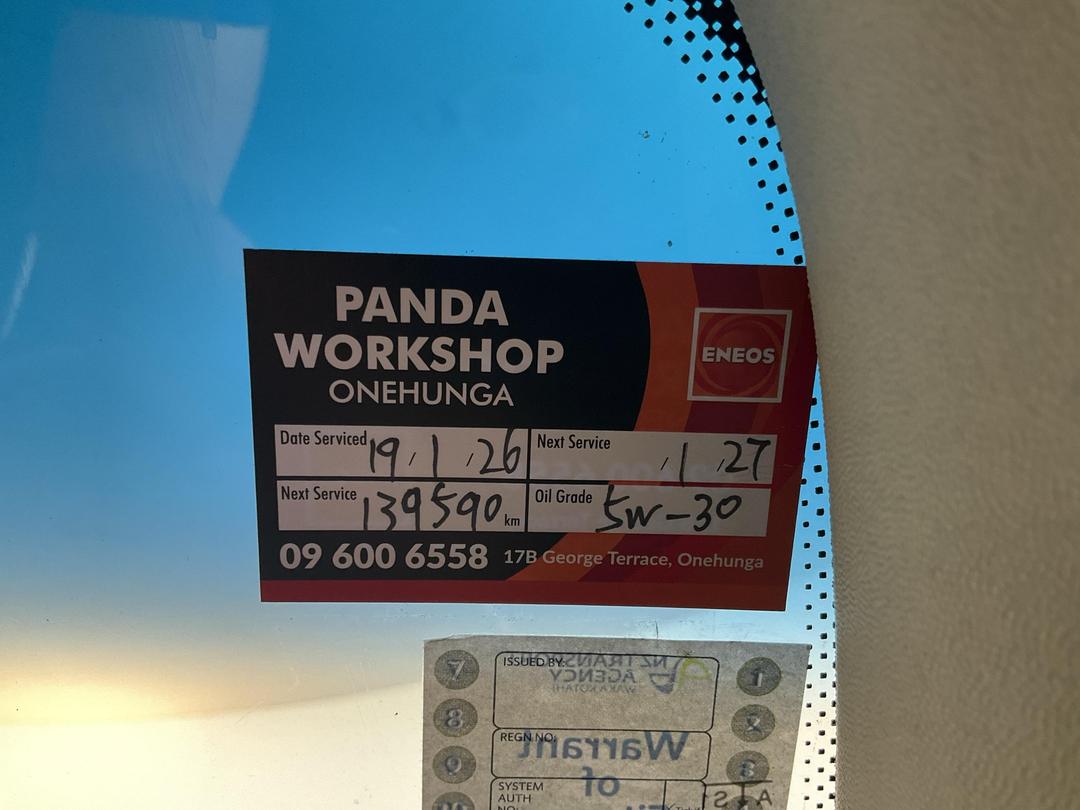 PANDA
WORKSHOP
ONEHUNGA
ENEOS
Date Serviced 19/1/26
Next Service /1/27
Next Service 139590 km
Oil Grade 5W-30
09 600 6558 17B George Terrace, Onehunga
NZ TRANSPORT
AGENCY
WAKA KOTAHI
ISSUED BY:
7
1
8
2
REGN NO:
Warrant
9
3
of
SYSTEM
AUTH
NO: